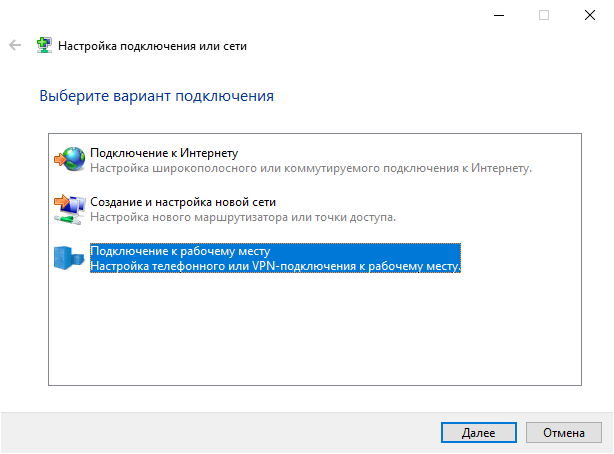 Настройка подключения или сети
Выберите вариант подключения
Подключение к Интернету
Настройка широкополосного или коммутируемого подключения к Интернету.
Создание и настройка новой сети
Настройка нового маршрутизатора или точки доступа.
Подключение к рабочему месту
Настройка телефонного или VPN-подключения к рабочему месту.
Далее
Отмена